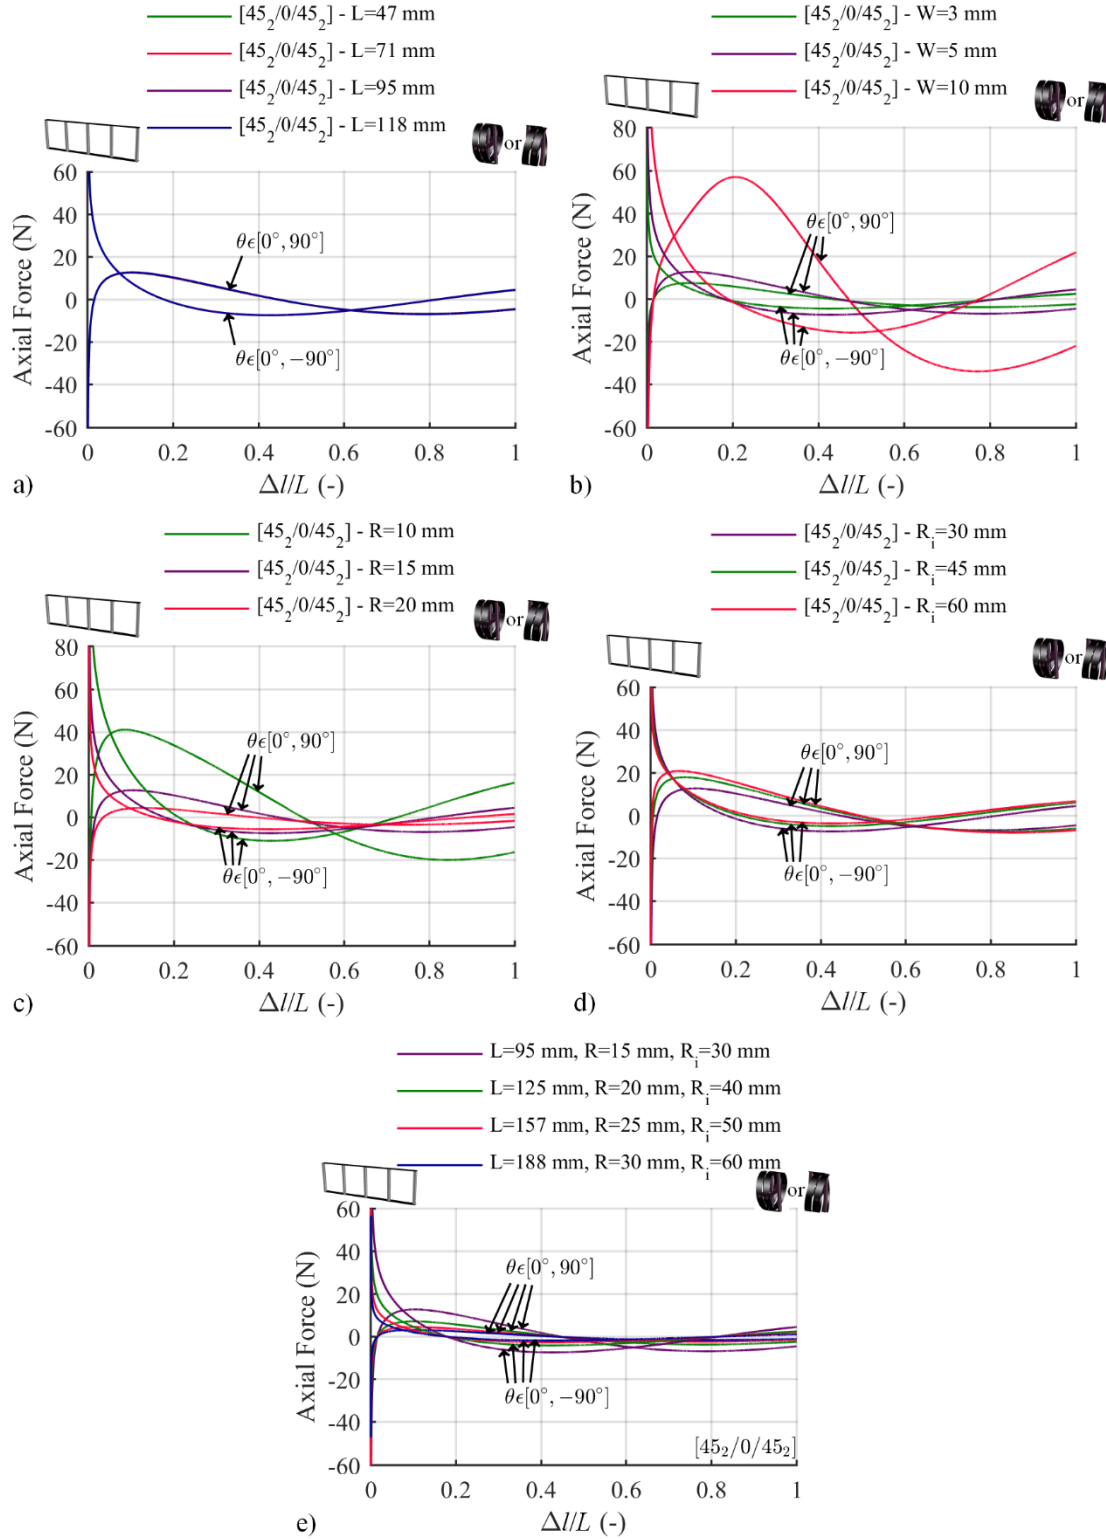 [45₂/0/45₂] - L=47 mm
[45₂/0/45₂] - L=71 mm
[45₂/0/45₂] - L=95 mm
[45₂/0/45₂] - L=118 mm
or
Axial Force (N)
60
40
20
0
-20
-40
-60
θϵ[0°, 90°]
θϵ[0°, −90°]
0 0.2 0.4 0.6 0.8 1
a)
Δl/L (-)
[45₂/0/45₂] - W=3 mm
[45₂/0/45₂] - W=5 mm
[45₂/0/45₂] - W=10 mm
or
Axial Force (N)
80
60
40
20
0
-20
-40
-60
θϵ[0°, 90°]
θϵ[0°, −90°]
0 0.2 0.4 0.6 0.8 1
b)
Δl/L (-)
[45₂/0/45₂] - R=10 mm
[45₂/0/45₂] - R=15 mm
[45₂/0/45₂] - R=20 mm
or
Axial Force (N)
80
60
40
20
0
-20
-40
-60
θϵ[0°, 90°]
θϵ[0°, −90°]
0 0.2 0.4 0.6 0.8 1
c)
Δl/L (-)
[45₂/0/45₂] - Rᵢ=30 mm
[45₂/0/45₂] - Rᵢ=45 mm
[45₂/0/45₂] - Rᵢ=60 mm
or
Axial Force (N)
60
40
20
0
-20
-40
-60
θϵ[0°, 90°]
θϵ[0°, −90°]
0 0.2 0.4 0.6 0.8 1
d)
Δl/L (-)
L=95 mm, R=15 mm, Rᵢ=30 mm
L=125 mm, R=20 mm, Rᵢ=40 mm
L=157 mm, R=25 mm, Rᵢ=50 mm
L=188 mm, R=30 mm, Rᵢ=60 mm
or
Axial Force (N)
60
40
20
0
-20
-40
-60
θϵ[0°, 90°]
θϵ[0°, −90°]
[45₂/0/45₂]
0 0.2 0.4 0.6 0.8 1
e)
Δl/L (-)